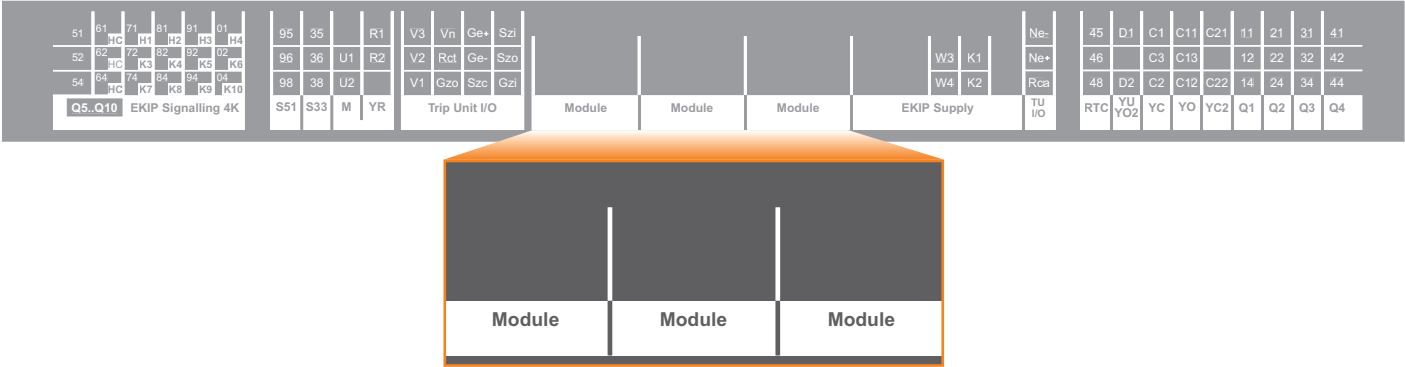 51 61 HC 71 H1 81 H2 91 H3 01 H4 95 35 R1 V3 Vn Ge+ Szi Ne- 45 D1 C1 C11 C21 11 21 31 41
52 62 HC 72 K3 82 K4 92 K5 02 K6 96 36 U1 R2 V2 Rct Ge- Szo W3 K1 Ne+ 46 C3 C13 12 22 32 42
54 64 HC 74 K7 84 K8 94 K9 04 K10 98 38 U2 V1 Gzo Szc Gzi W4 K2 Rca 48 D2 C2 C12 C22 14 24 34 44
Q5..Q10 EKIP Signalling 4K S51 S33 M YR Trip Unit I/O Module Module Module EKIP Supply TU I/O RTC YU YO2 YC YO YC2 Q1 Q2 Q3 Q4
Module Module Module